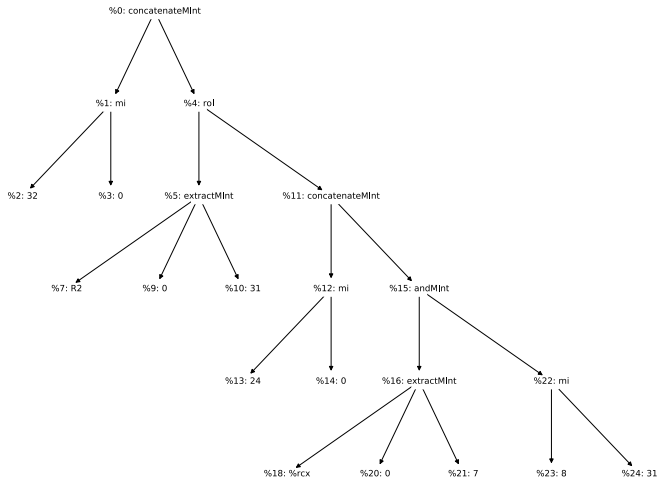 %0: concatenateMInt
%1: mi
%4: rol
%2: 32
%3: 0
%5: extractMInt
%11: concatenateMInt
%7: R2
%9: 0
%10: 31
%12: mi
%15: andMInt
%13: 24
%14: 0
%16: extractMInt
%22: mi
%18: %rcx
%20: 0
%21: 7
%23: 8
%24: 31